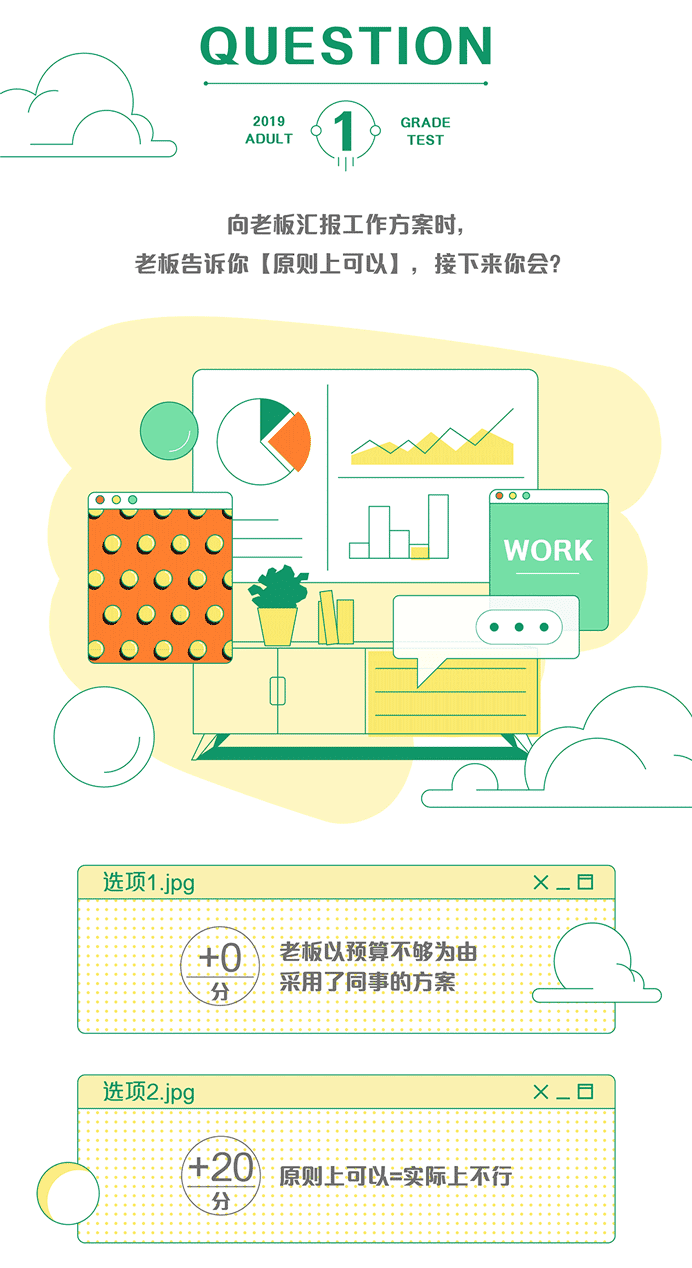 QUESTION
2019
ADULT
1
GRADE
TEST
向老板汇报工作方案时,
老板告诉你【原则上可以】, 接下来你会?
WORK
选项1.jpg
+0
分
老板以预算不够为由
采用了同事的方案
选项2.jpg
+20
分
原则上可以=实际上不行